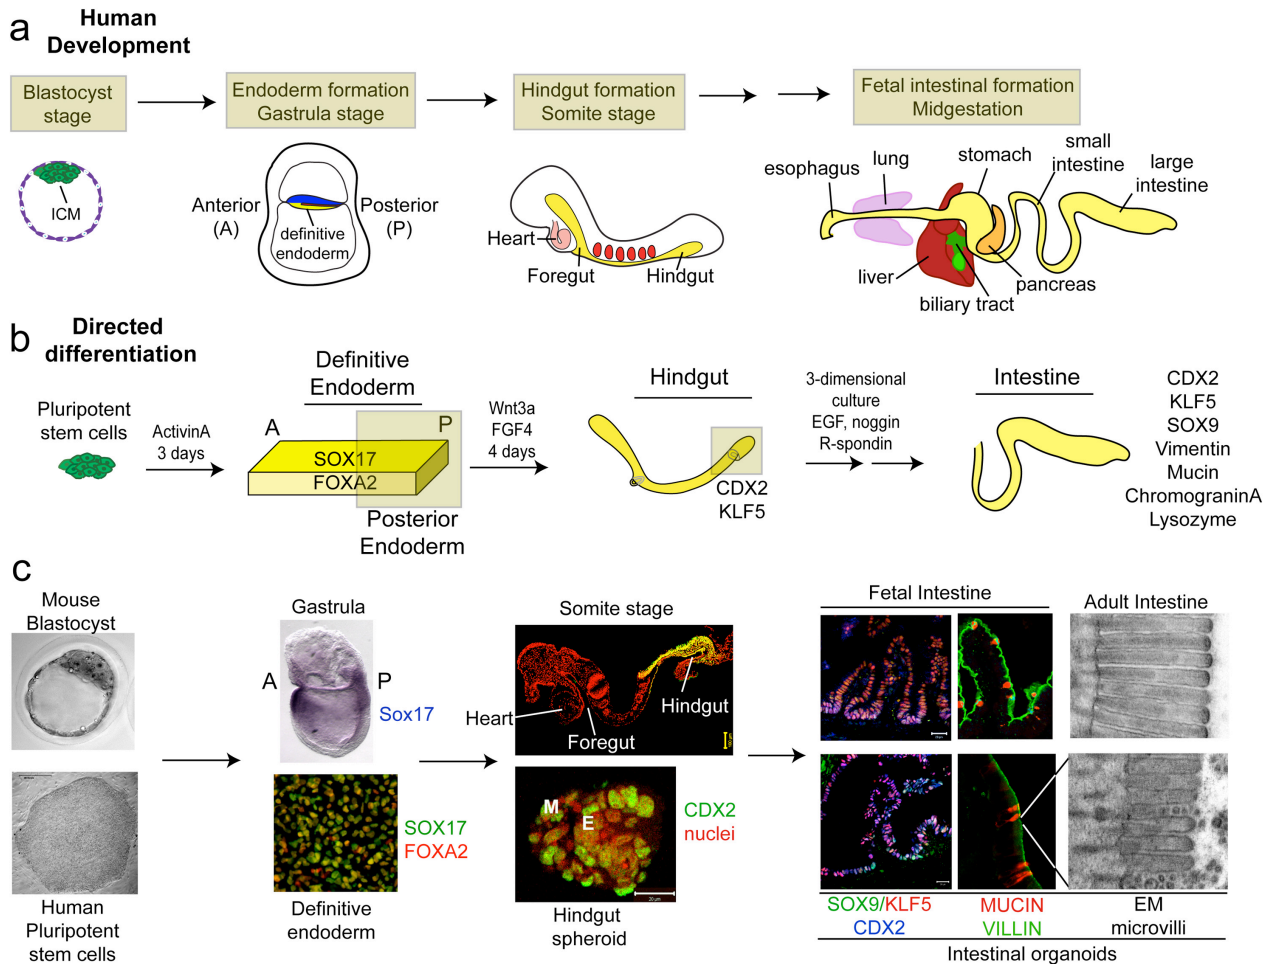 a
Human
Development
Blastocyst
stage
Endoderm formation
Gastrula stage
Hindgut formation
Somite stage
Fetal intestinal formation
Midgestation
ICM
Anterior
(A)
Posterior
(P)
definitive
endoderm
Heart
Foregut
Hindgut
esophagus
lung
stomach
small
intestine
large
intestine
liver
biliary tract
pancreas
b
Directed
differentiation
Pluripotent
stem cells
ActivinA
3 days
Definitive
Endoderm
A
P
SOX17
FOXA2
Posterior
Endoderm
Wnt3a
FGF4
4 days
Hindgut
CDX2
KLF5
3-dimensional
culture
EGF, noggin
R-spondin
Intestine
CDX2
KLF5
SOX9
Vimentin
Mucin
ChromograninA
Lysozyme
c
Mouse
Blastocyst
Human
Pluripotent
stem cells
Gastrula
A
P
Sox17
SOX17
FOXA2
Definitive
endoderm
Somite stage
Heart
Foregut
Hindgut
M
E
CDX2
nuclei
20 µm
Hindgut
spheroid
Fetal Intestine
Adult Intestine
SOX9/KLF5
CDX2
MUCIN
VILLIN
EM
microvilli
Intestinal organoids